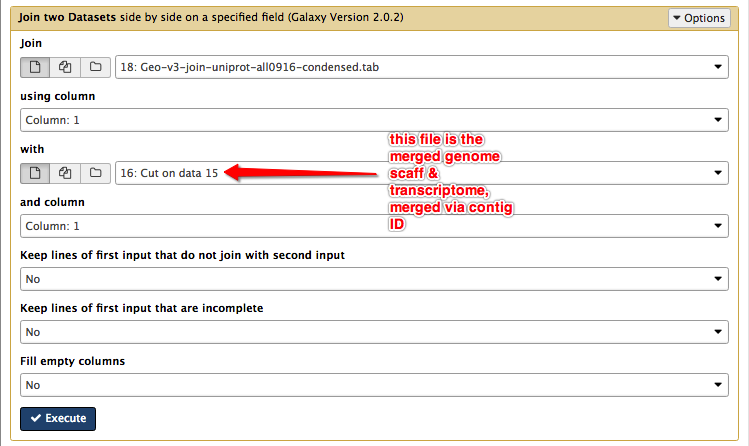 Join two Datasets side by side on a specified field (Galaxy Version 2.0.2)
Options
Join
18: Geo-v3-join-uniprot-all0916-condensed.tab
using column
Column: 1
with
16: Cut on data 15
this file is the
merged genome
scaff &
transcriptome,
merged via contig
ID
and column
Column: 1
Keep lines of first input that do not join with second input
No
Keep lines of first input that are incomplete
No
Fill empty columns
No
Execute